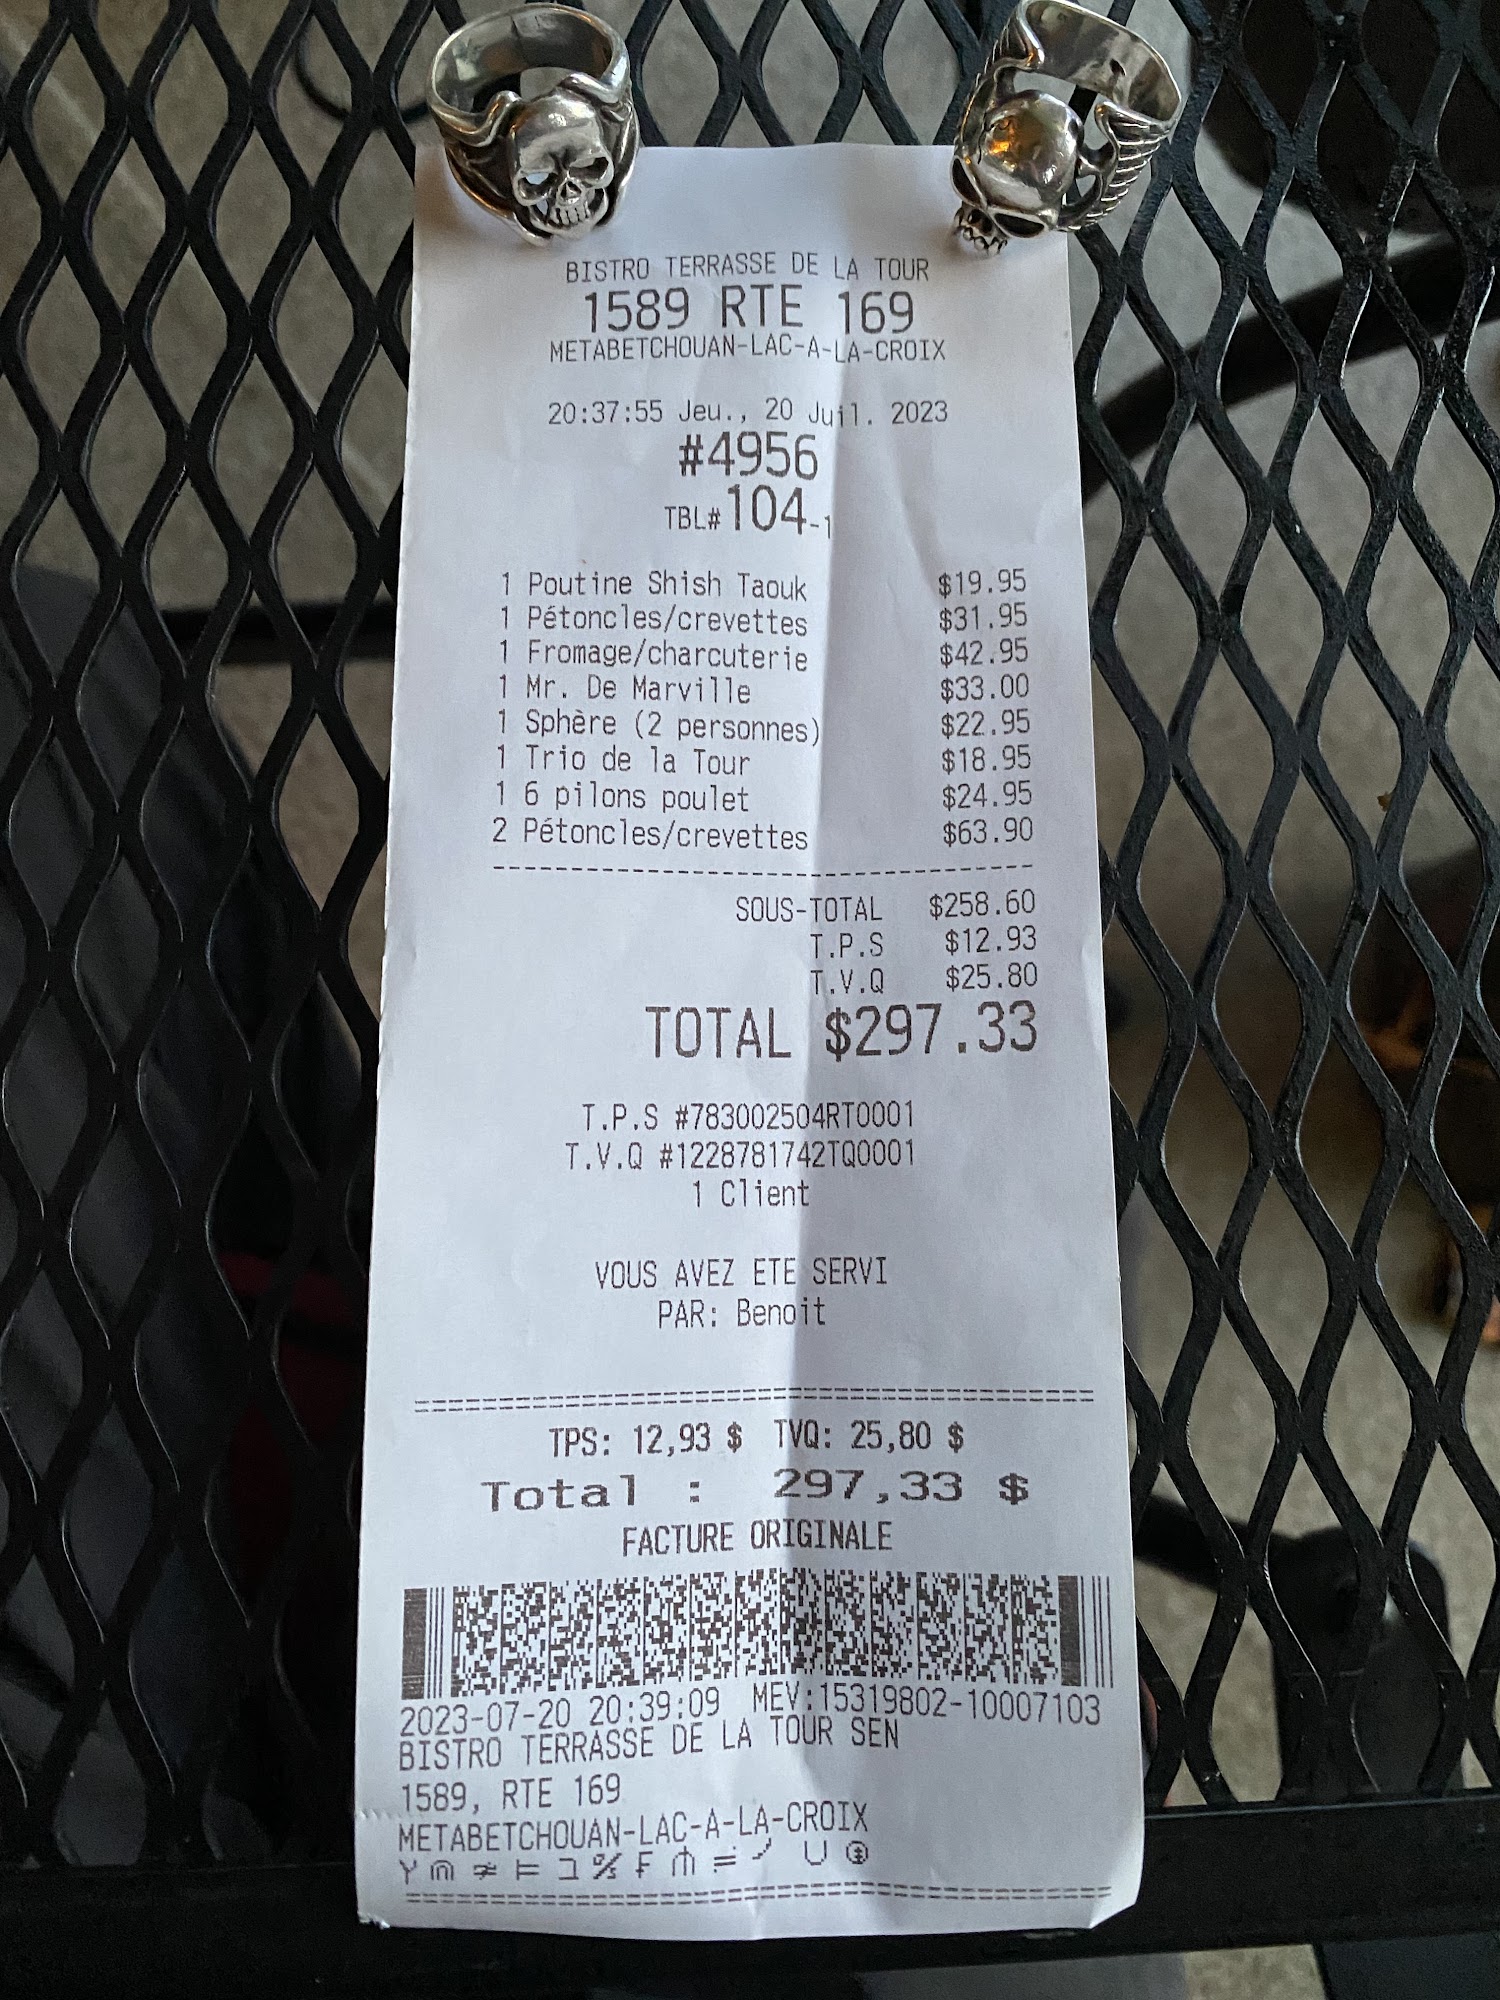 BISTRO TERRASSE DE LA TOUR
1589 RTE 169
METABETCHOUAN-LAC-A-LA-CROIX
20:37:55 Jeu., 20 Juil. 2023
#4956
TBL# 104-1
1 Poutine Shish Taouk $19.95
1 Pétoncles/crevettes $31.95
1 Fromage/charcuterie $42.95
1 Mr. De Marville $33.00
1 Sphère (2 personnes) $22.95
1 Trio de la Tour $18.95
1 6 pilons poulet $24.95
2 Pétoncles/crevettes $63.90
SOUS-TOTAL $258.60
T.P.S $12.93
T.V.Q $25.80
TOTAL $297.33
T.P.S #783002504RT0001
T.V.Q #1228781742TQ0001
1 Client
VOUS AVEZ ETE SERVI
PAR: Benoit
TPS: 12,93 $ TVQ: 25,80 $
Total : 297,33 $
FACTURE ORIGINALE
2023-07-20 20:39:09 MEV:15319802-10007103
BISTRO TERRASSE DE LA TOUR SEN
1589, RTE 169
METABETCHOUAN-LAC-A-LA-CROIX